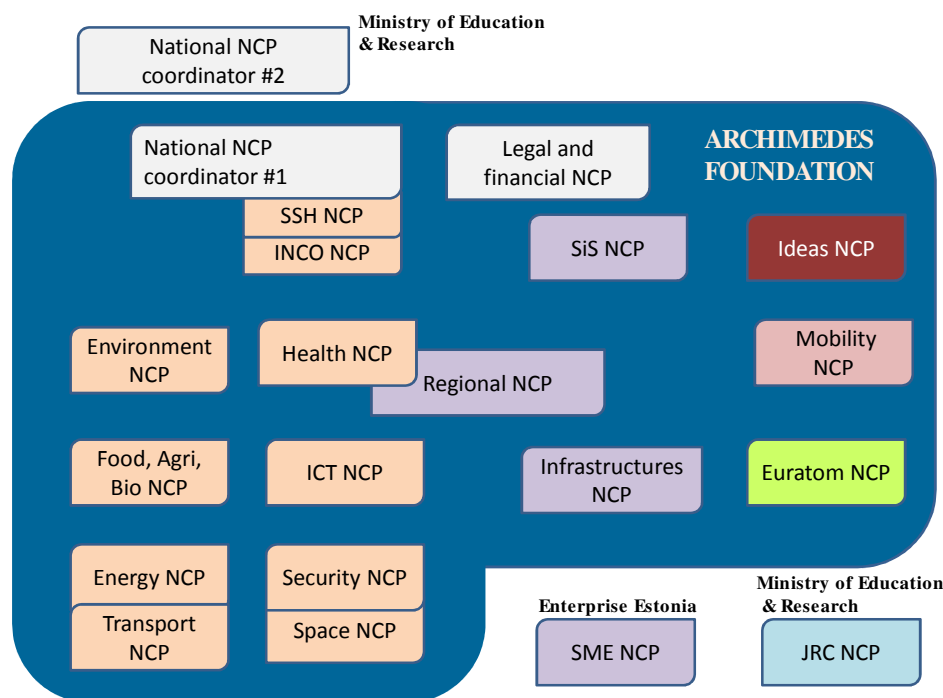 Ministry of Education
& Research
National NCP
coordinator #2
ARCHIMEDES
FOUNDATION
National NCP
coordinator #1
Legal and
financial NCP
SSH NCP
INCO NCP
SiS NCP
Ideas NCP
Environment
NCP
Health NCP
Regional NCP
Mobility
NCP
Food, Agri,
Bio NCP
ICT NCP
Infrastructures
NCP
Euratom NCP
Energy NCP
Security NCP
Transport
NCP
Space NCP
Enterprise Estonia
SME NCP
Ministry of Education
& Research
JRC NCP